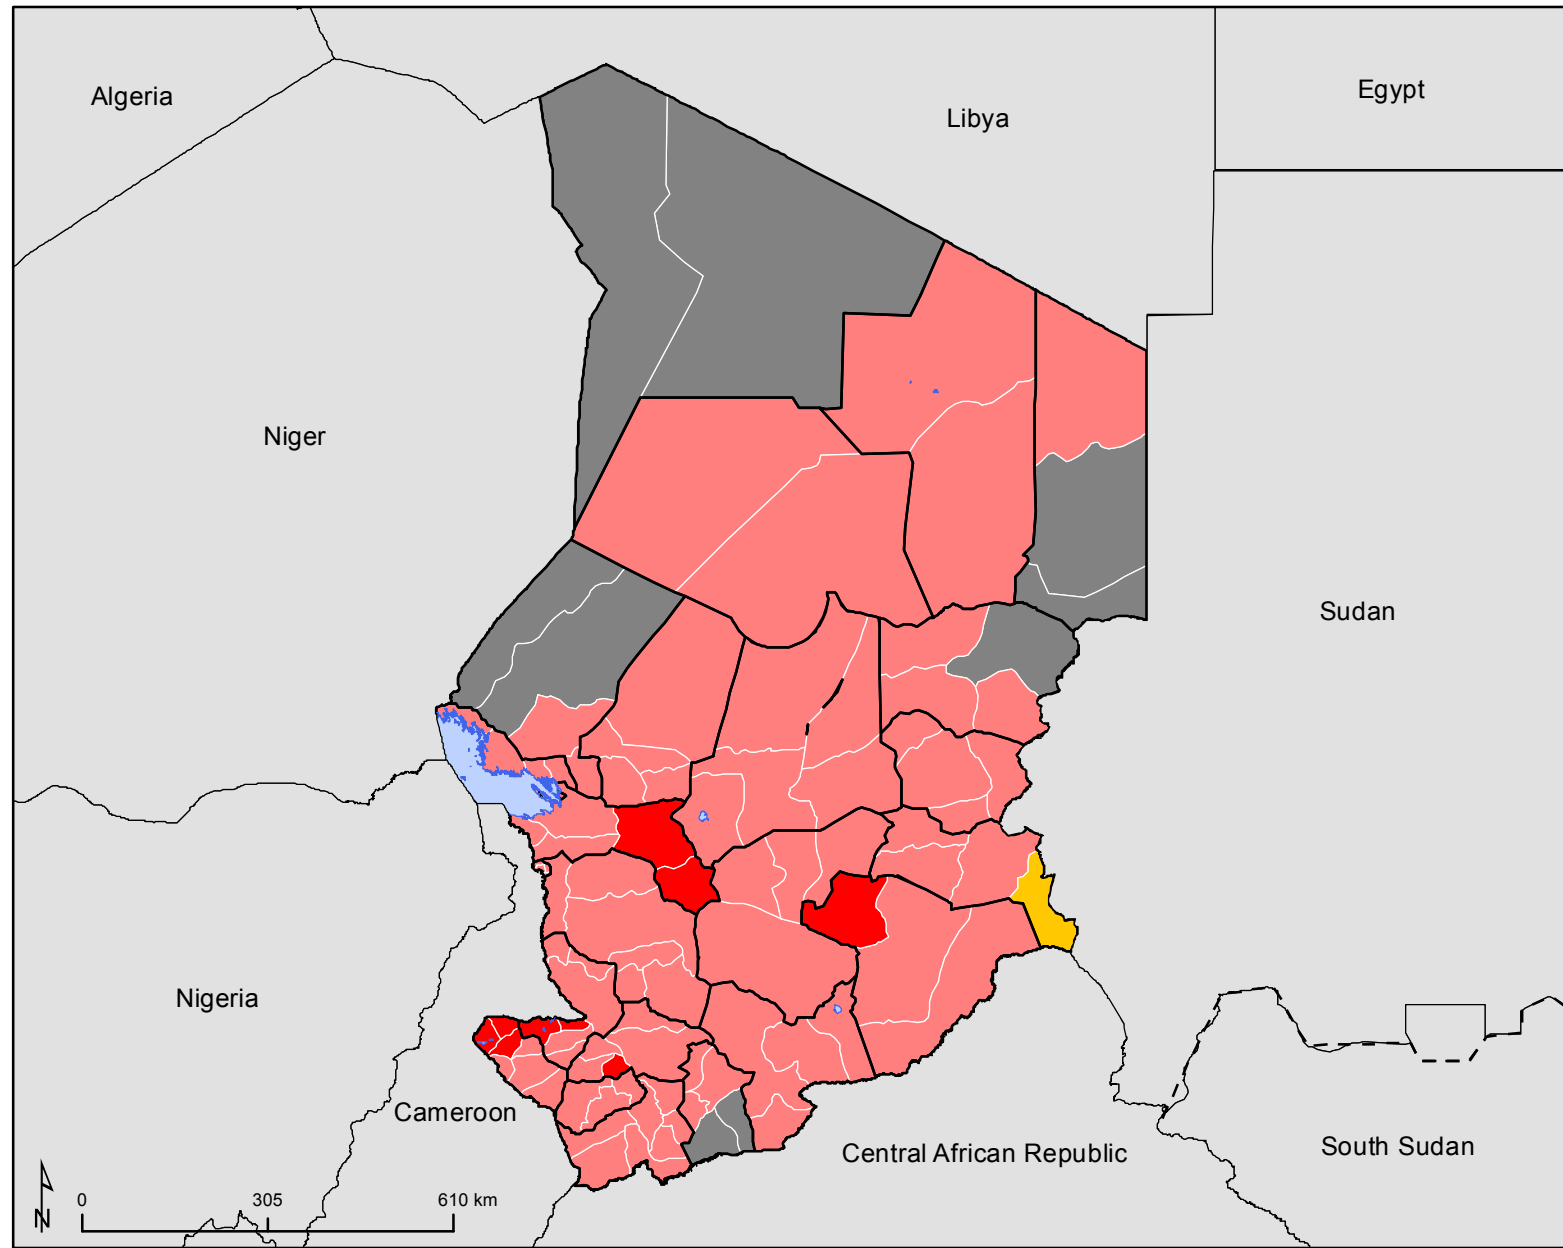 Algeria
Libya
Egypt
Niger
Sudan
Nigeria
Cameroon
Central African Republic
South Sudan
N
0
305
610 km